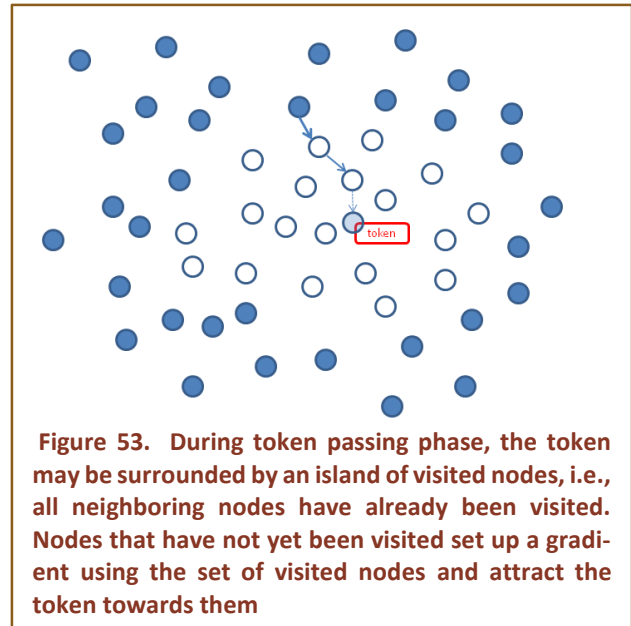 token
Figure 53. During token passing phase, the token
may be surrounded by an island of visited nodes, i.e.,
all neighboring nodes have already been visited.
Nodes that have not yet been visited set up a gradi-
ent using the set of visited nodes and attract the
token towards them